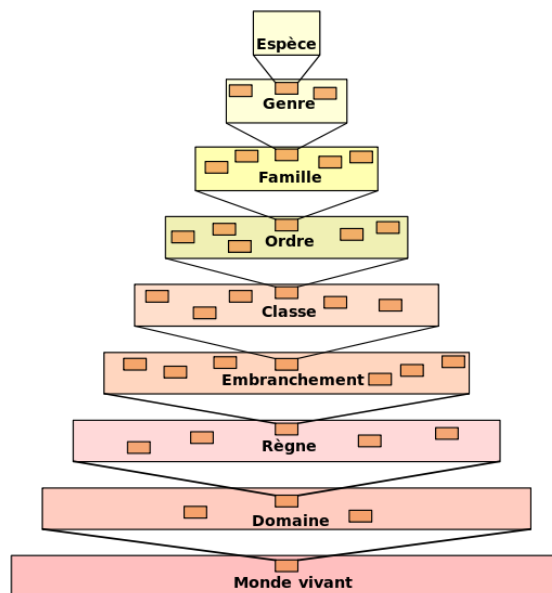 Espèce
Genre
Famille
Ordre
Classe
Embranchement
Règne
Domaine
Monde vivant